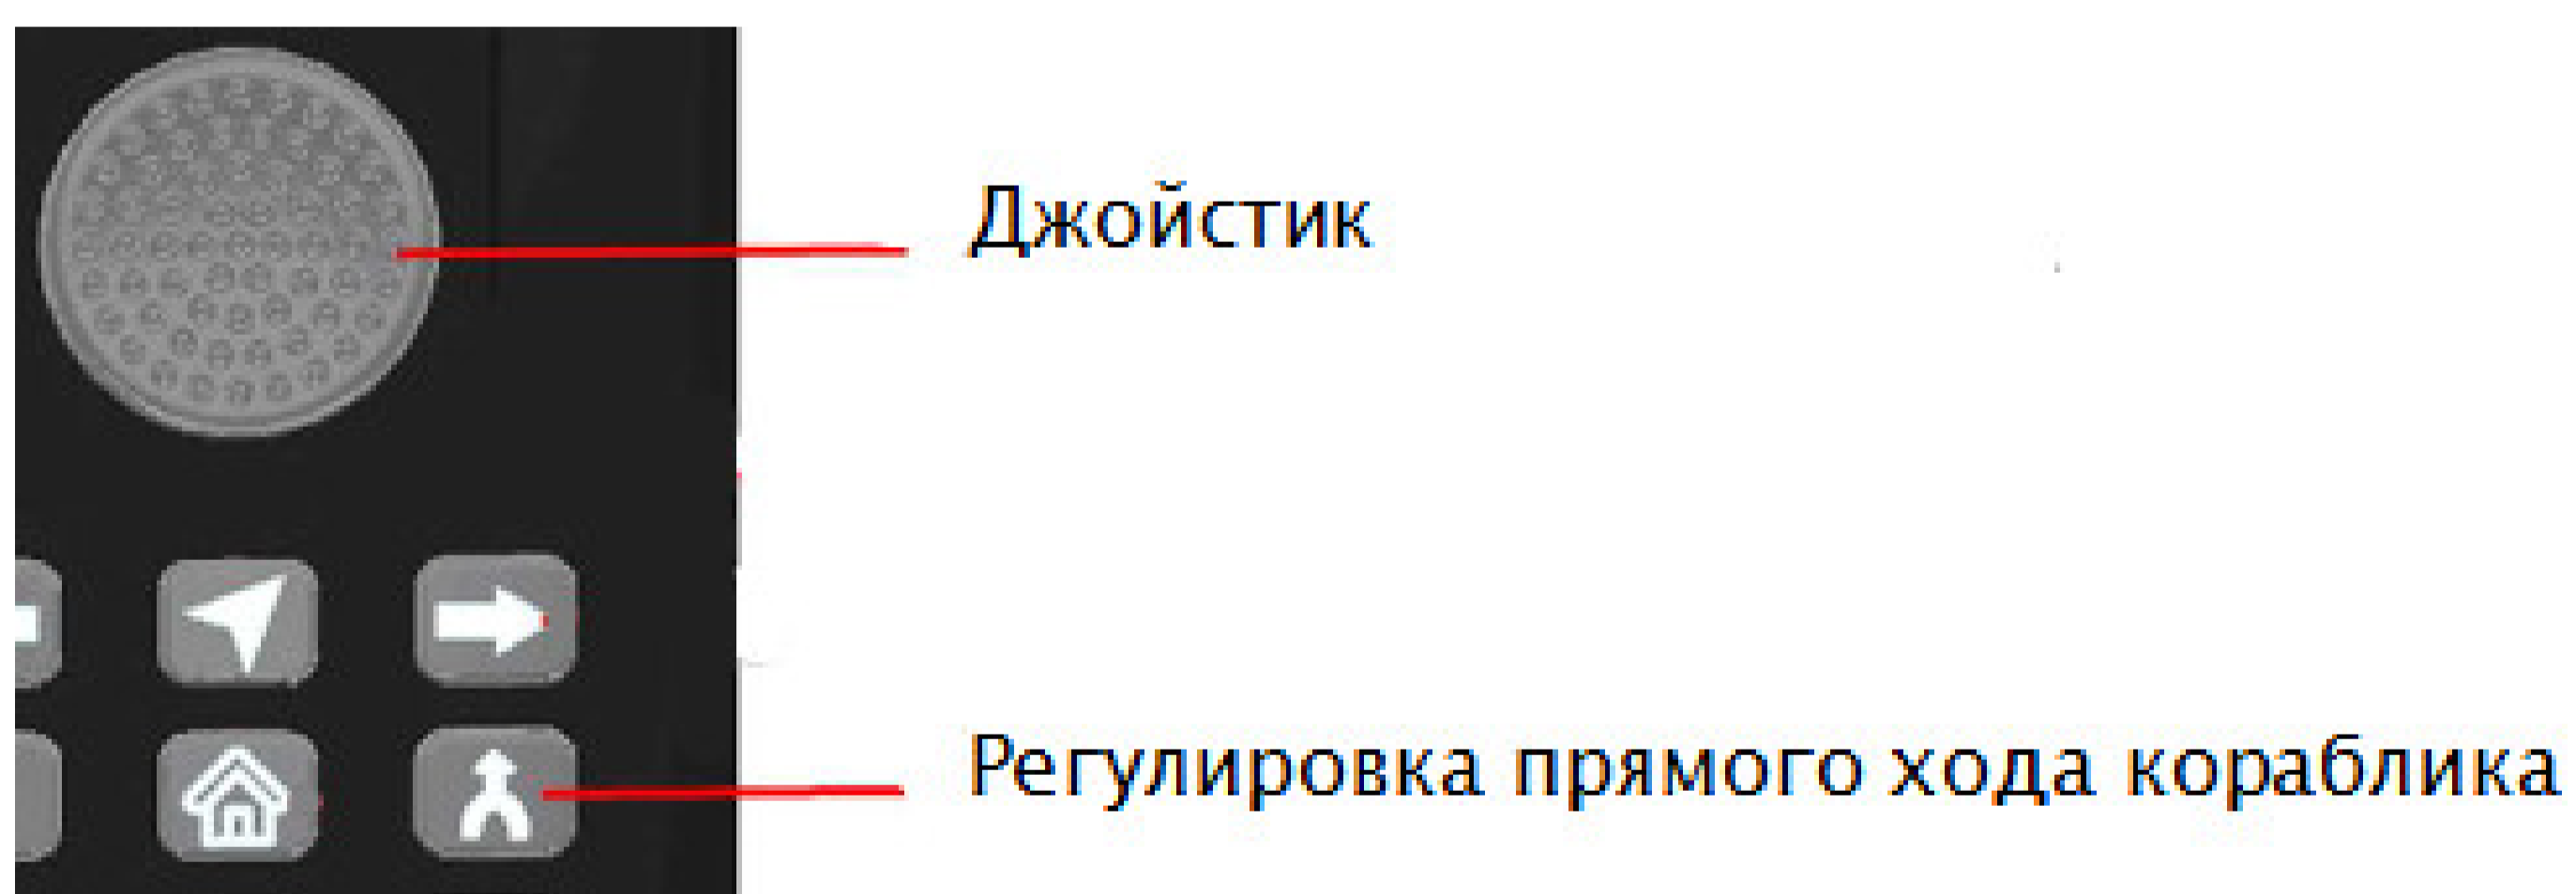 Джойстик
Регулировка прямого хода кораблика